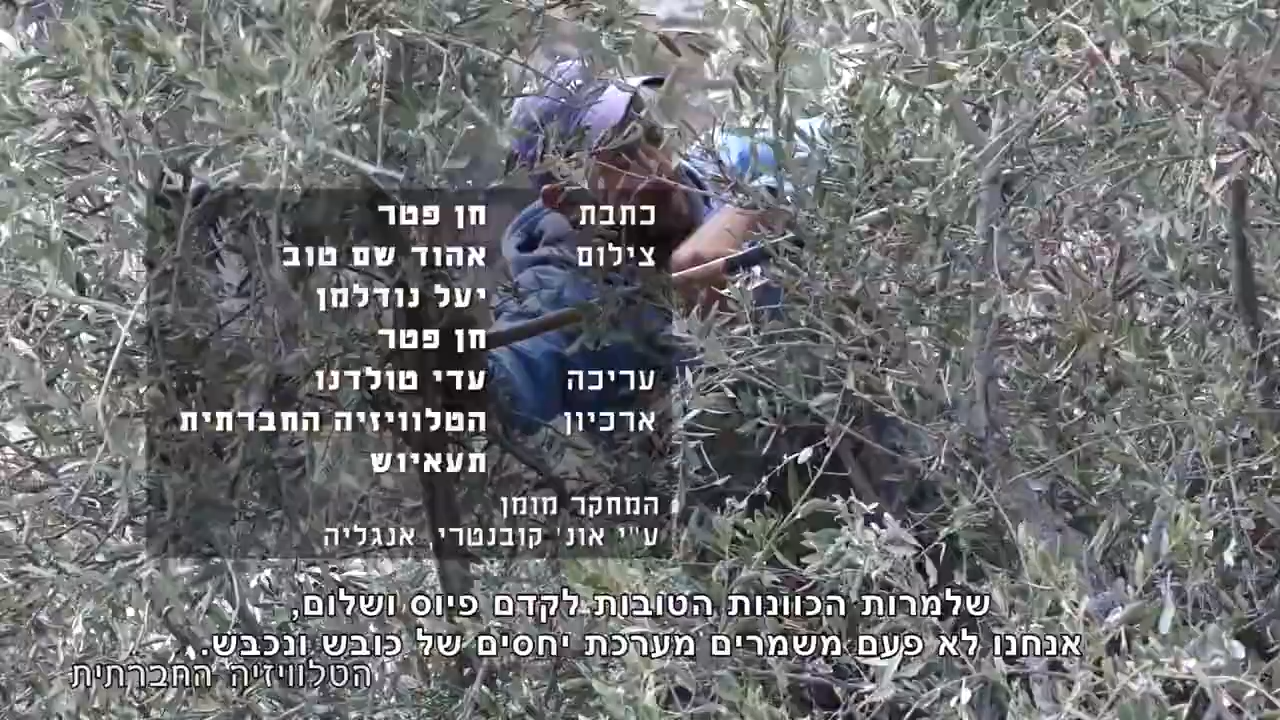 כתבת חן פטר
צילום אהוד שם טוב
יעל נודלמן
חן פטר
עריכה עדי טולדנו
ארכיון הטלוויזיה החברתית
תעאיוש
המחקר מומן
ע"י אונ' קובנטרי, אנגליה
שלמרות הכוונות הטובות לקדם פיוס ושלום,
אנחנו לא פעם משמרים מערכת יחסים של כובש ונכבש.
הטלוויזיה החברתית